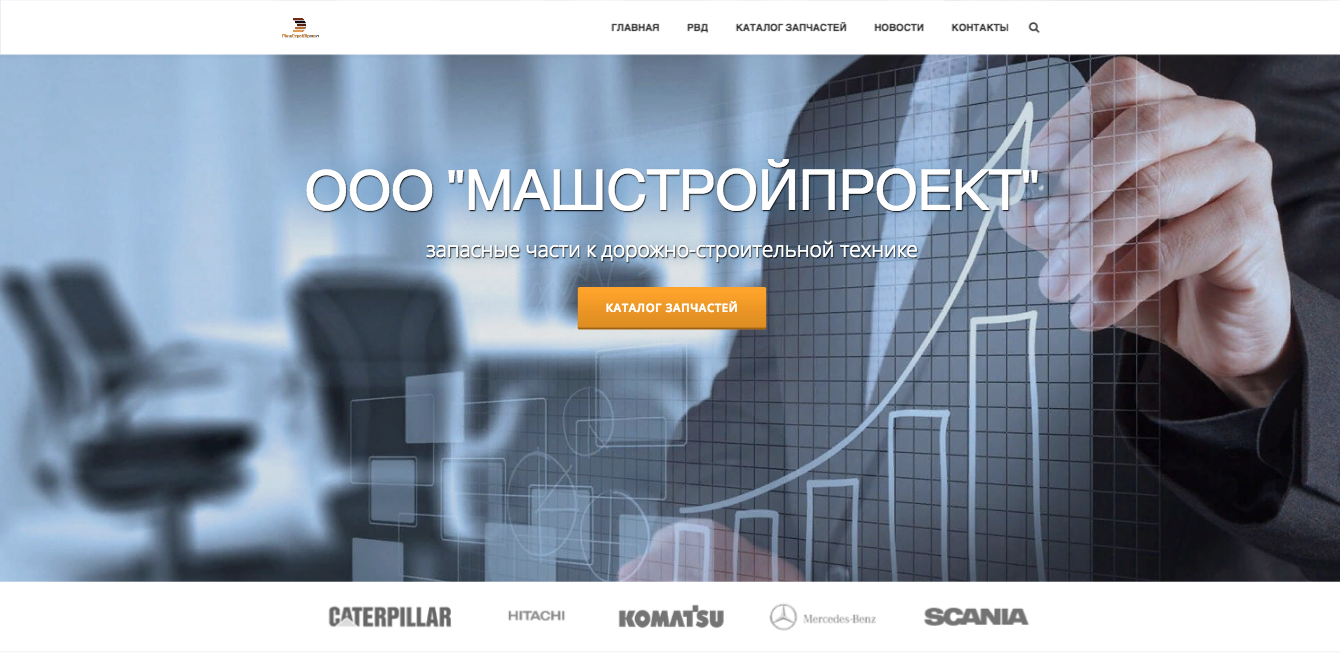 МашСтройПроект
ГЛАВНАЯ РВД КАТАЛОГ ЗАПЧАСТЕЙ НОВОСТИ КОНТАКТЫ
ООО "МАШСТРОЙПРОЕКТ"
запасные части к дорожно-строительной технике
КАТАЛОГ ЗАПЧАСТЕЙ
CATERPILLAR HITACHI KOMATSU Mercedes-Benz SCANIA